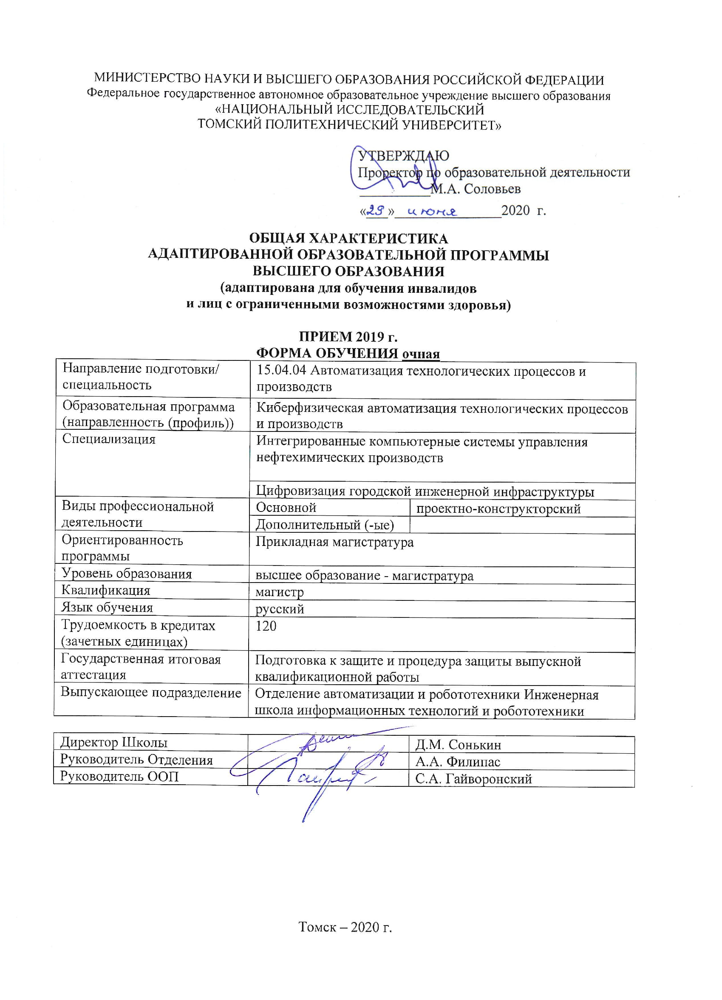 МИНИСТЕРСТВО НАУКИ И ВЫСШЕГО ОБРАЗОВАНИЯ РОССИЙСКОЙ ФЕДЕРАЦИИ
Федеральное государственное автономное образовательное учреждение высшего образования
«НАЦИОНАЛЬНЫЙ ИССЛЕДОВАТЕЛЬСКИЙ
ТОМСКИЙ ПОЛИТЕХНИЧЕСКИЙ УНИВЕРСИТЕТ»
УТВЕРЖДАЮ
Проректор по образовательной деятельности
__________М.А. Соловьев
«29» июня 2020 г.
ОБЩАЯ ХАРАКТЕРИСТИКА
АДАПТИРОВАННОЙ ОБРАЗОВАТЕЛЬНОЙ ПРОГРАММЫ
ВЫСШЕГО ОБРАЗОВАНИЯ
(адаптирована для обучения инвалидов
и лиц с ограниченными возможностями здоровья)
ПРИЕМ 2019 г.
ФОРМА ОБУЧЕНИЯ очная
Направление подготовки/
специальность
15.04.04 Автоматизация технологических процессов и
производств
Образовательная программа
(направленность (профиль))
Киберфизическая автоматизация технологических процессов
и производств
Специализация
Интегрированные компьютерные системы управления
нефтехимических производств
Цифровизация городской инженерной инфраструктуры
Виды профессиональной
деятельности
Основной
проектно-конструкторский
Дополнительный (-ые)
Ориентированность
программы
Прикладная магистратура
Уровень образования
высшее образование - магистратура
Квалификация
магистр
Язык обучения
русский
Трудоемкость в кредитах
(зачетных единицах)
120
Государственная итоговая
аттестация
Подготовка к защите и процедура защиты выпускной
квалификационной работы
Выпускающее подразделение
Отделение автоматизации и робототехники Инженерная
школа информационных технологий и робототехники
Директор Школы
Д.М. Сонькин
Руководитель Отделения
А.А. Филипас
Руководитель ООП
С.А. Гайворонский
Томск – 2020 г.